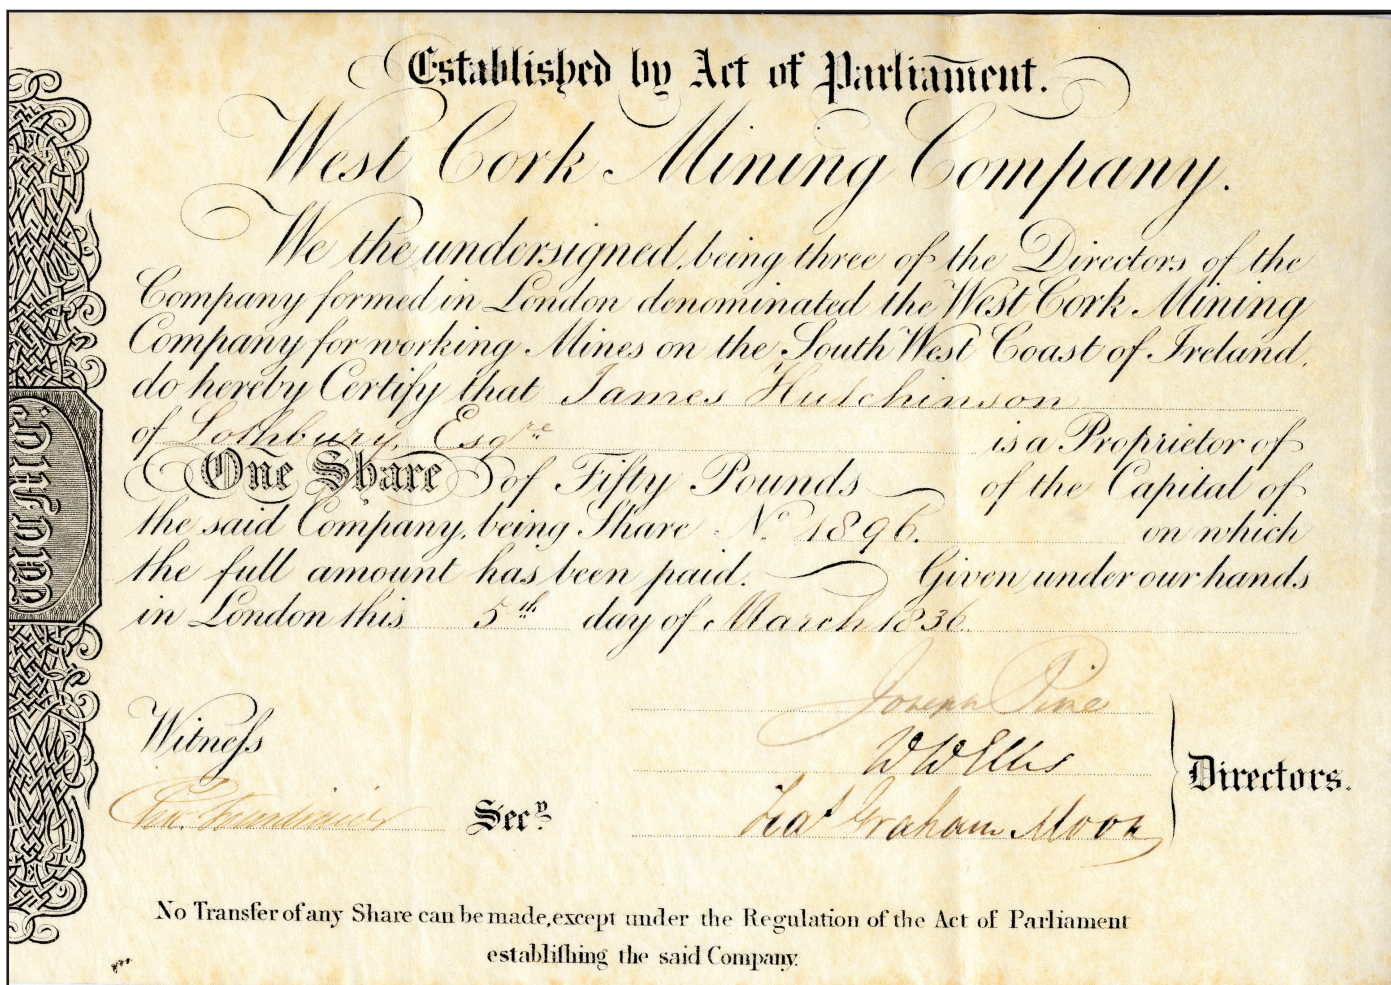 Established by Act of Parliament.
West Cork Mining Company.
We the undersigned, being three of the Directors of the
Company formed in London denominated the West Cork Mining
Company for working Mines on the South West Coast of Ireland,
do hereby Certify that James Hutchinson
of Lothbury, Esqre is a Proprietor of
One Share of Fifty Pounds of the Capital of
the said Company, being Share No. 1896. on which
the full amount has been paid. Given under our hands
in London this 5th day of March 1836.
Joseph Pine
Witneſs
W W Ellis
Directors.
Secy.
Graham Moon
No Transfer of any Share can be made, except under the Regulation of the Act of Parliament
establiſhing the said Company.